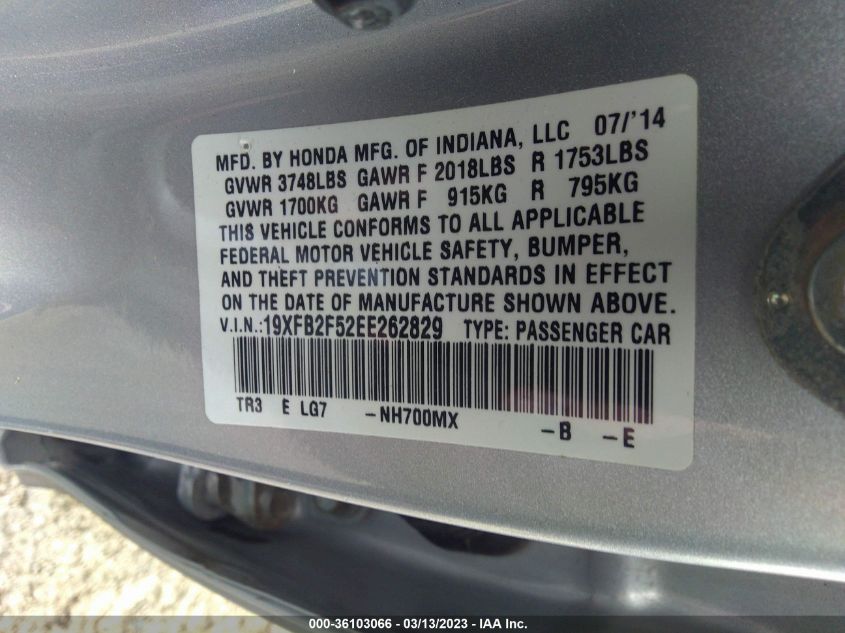 MFD. BY HONDA MFG. OF INDIANA, LLC 07/'14
GVWR 3748LBS GAWR F 2018LBS R 1753LBS
GVWR 1700KG GAWR F 915KG R 795KG
THIS VEHICLE CONFORMS TO ALL APPLICABLE
FEDERAL MOTOR VEHICLE SAFETY, BUMPER,
AND THEFT PREVENTION STANDARDS IN EFFECT
ON THE DATE OF MANUFACTURE SHOWN ABOVE.
V.I.N.:19XFB2F52EE262829 TYPE: PASSENGER CAR
TR3 E LG7 -NH700MX -B -E
000-36103066 - 03/13/2023 - IAA Inc.